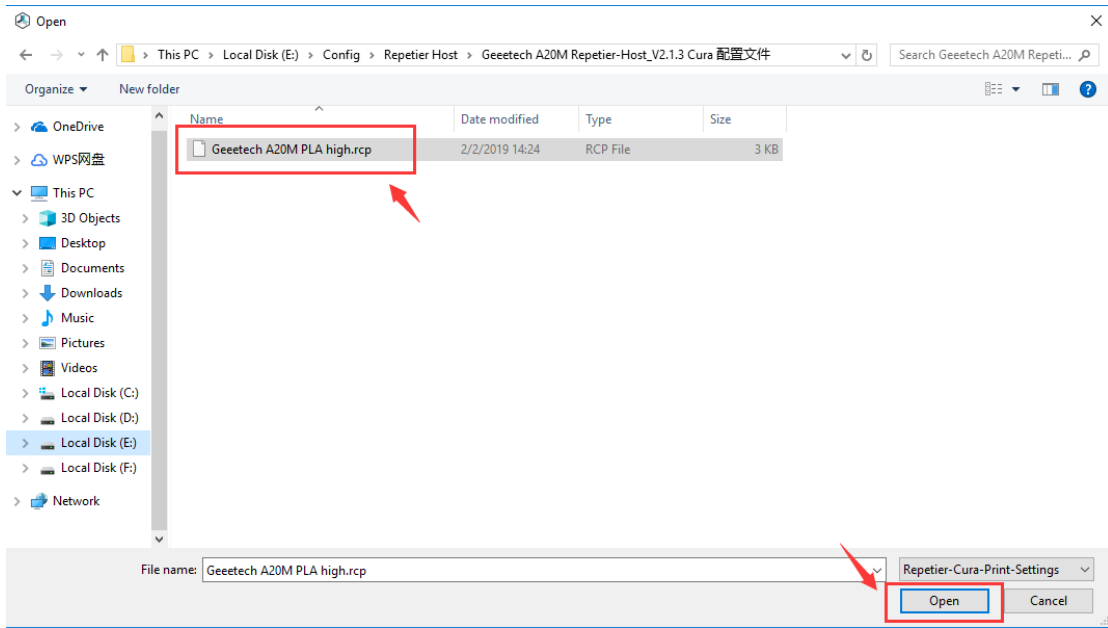 Open
This PC > Local Disk (E:) > Config > Repetier Host > Geeetech A20M Repetier-Host_V2.1.3 Cura 配置文件
Search Geeetech A20M Repeti...
Organize New folder
Name Date modified Type Size
Geeetech A20M PLA high.rcp 2/2/2019 14:24 RCP File 3 KB
OneDrive
WPS网盘
This PC
3D Objects
Desktop
Documents
Downloads
Music
Pictures
Videos
Local Disk (C:)
Local Disk (D:)
Local Disk (E:)
Local Disk (F:)
Network
File name: Geeetech A20M PLA high.rcp Repetier-Cura-Print-Settings
Open Cancel